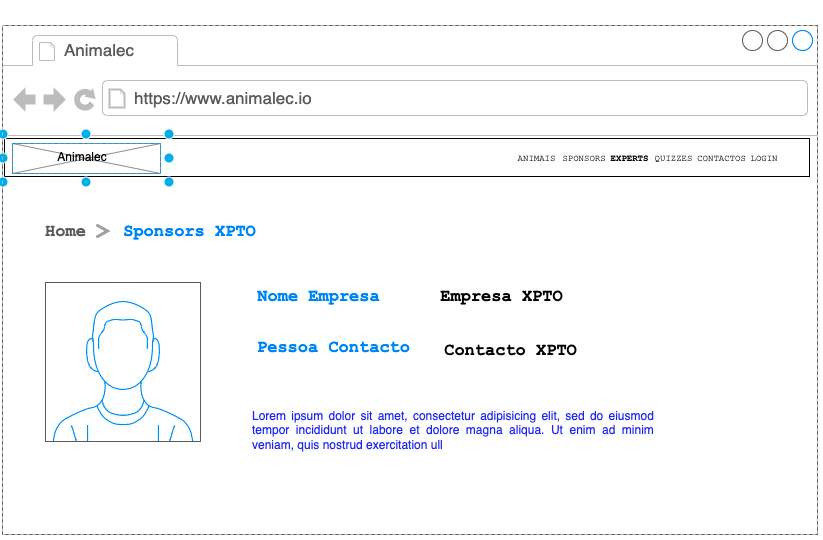 Animalec
https://www.animalec.io
Animalec
ANIMAIS SPONSORS EXPERTS QUIZZES CONTACTOS LOGIN
Home > Sponsors XPTO
Nome Empresa Empresa XPTO
Pessoa Contacto Contacto XPTO
Lorem ipsum dolor sit amet, consectetur adipisicing elit, sed do eiusmod
tempor incididunt ut labore et dolore magna aliqua. Ut enim ad minim
veniam, quis nostrud exercitation ull